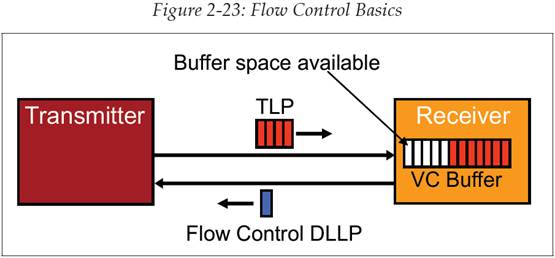 Figure 2-23: Flow Control Basics
Buffer space available
Transmitter
TLP
Receiver
VC Buffer
Flow Control DLLP